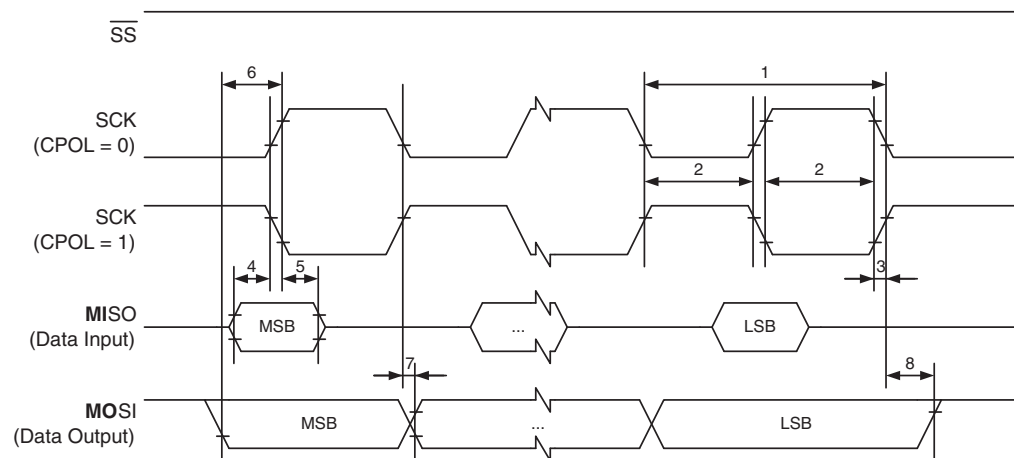 SS
6
1
SCK
(CPOL = 0)
2
2
SCK
(CPOL = 1)
4
5
3
MISO
(Data Input)
MSB
...
LSB
7
8
MOSI
(Data Output)
MSB
...
LSB